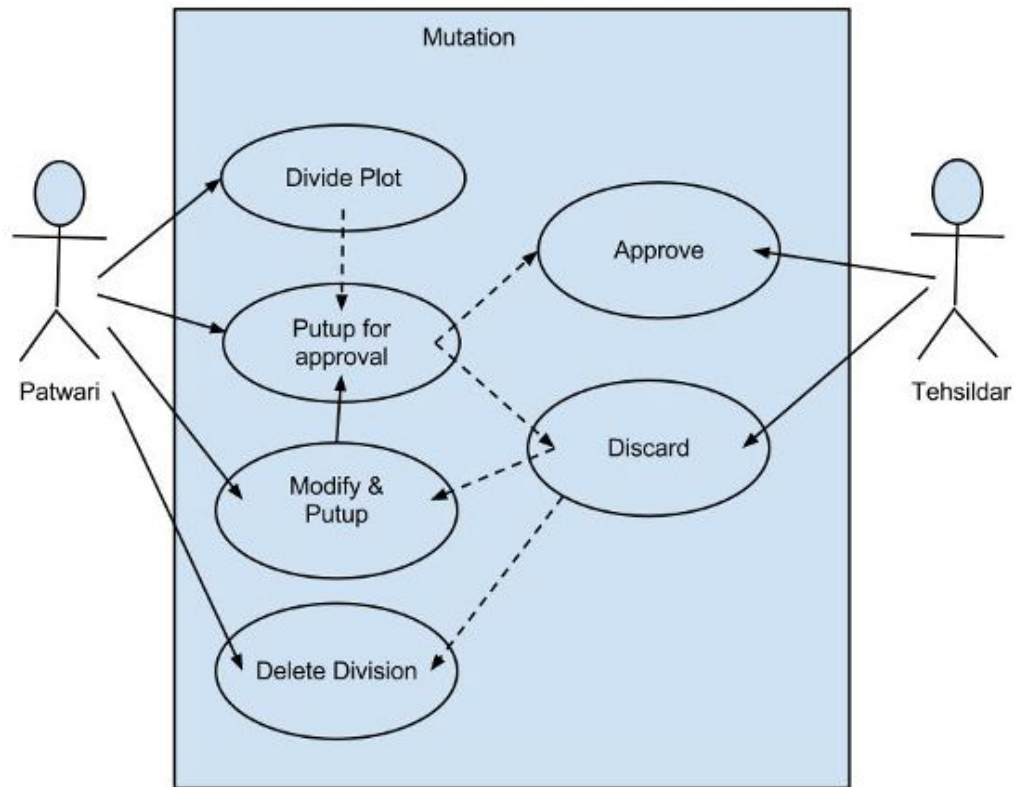 Mutation
Divide Plot
Approve
Putup for
approval
Patwari
Tehsildar
Discard
Modify &
Putup
Delete Division